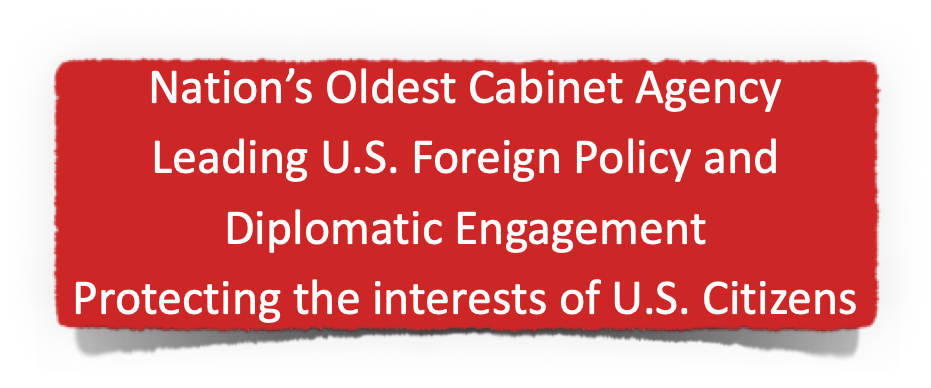 Nation’s Oldest Cabinet Agency
Leading U.S. Foreign Policy and
Diplomatic Engagement
Protecting the interests of U.S. Citizens